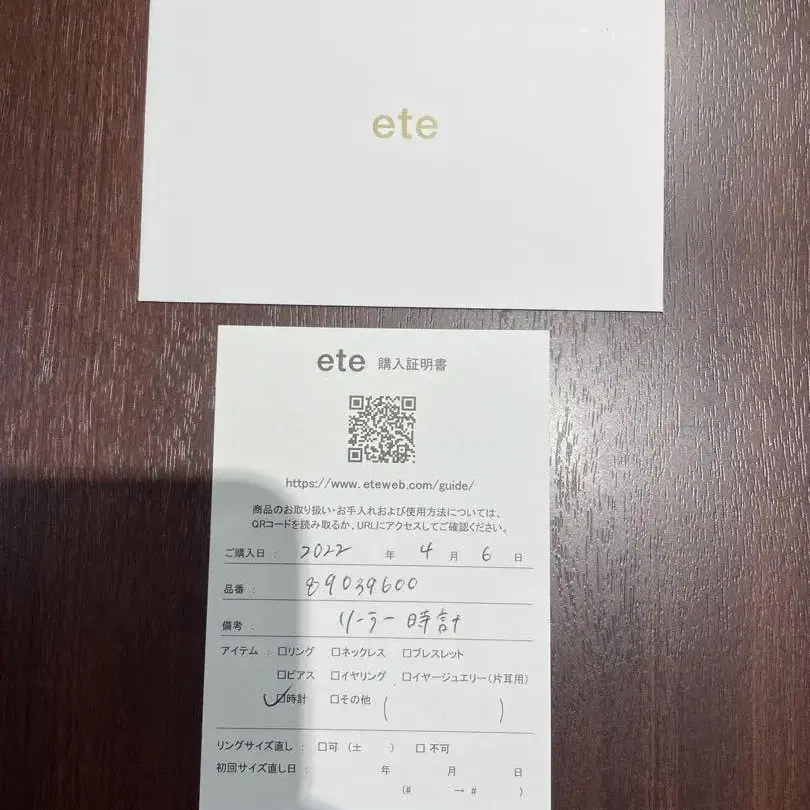 ete
ete 購入証明書
https://www.eteweb.com/guide/
商品のお取り扱い・お手入れおよび使用方法については、
QRコードを読み取るか、URLにアクセスしてご確認ください。
ご購入日 : 2022 年 4 月 6 日
品番 : 89039600
備考 : ソーラー時計
アイテム : □リング □ネックレス □ブレスレット
□ピアス □イヤリング □イヤージュエリー(片耳用)
☑時計 □その他 ( )
リングサイズ直し : □可 (± ) □不可
初回サイズ直し日 : 年 月 日
(# → # )